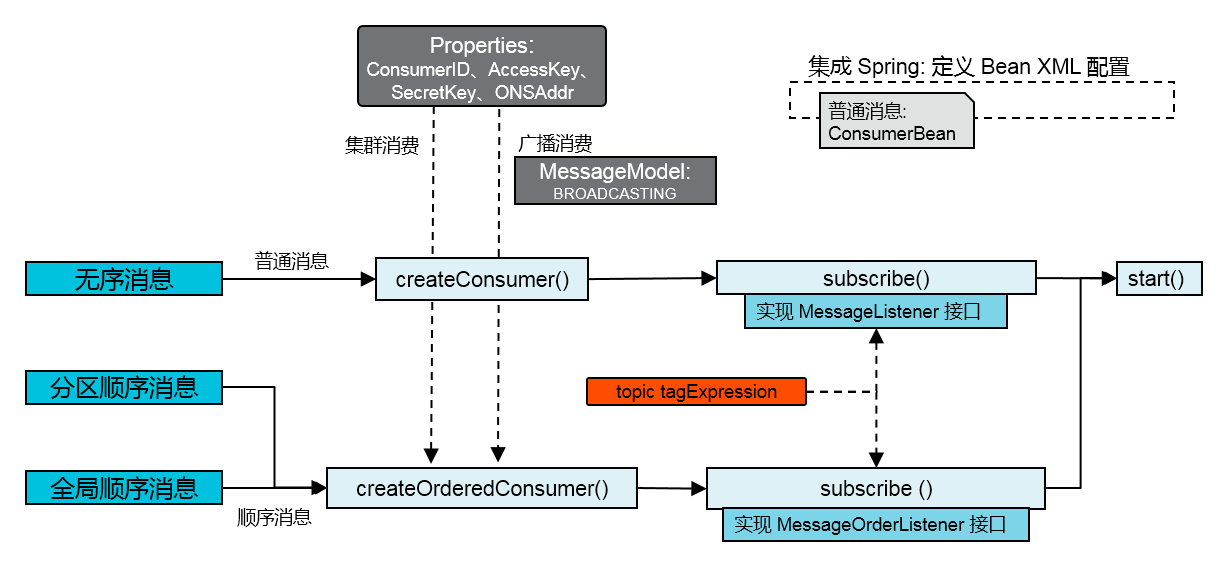 Properties:
ConsumerID、AccessKey、
SecretKey、ONSAddr
集成 Spring: 定义 Bean XML 配置
普通消息:
ConsumerBean
集群消费
广播消费
MessageModel:
BROADCASTING
无序消息
普通消息
createConsumer()
subscribe()
start()
实现 MessageListener 接口
分区顺序消息
topic tagExpression
全局顺序消息
顺序消息
createOrderedConsumer()
subscribe ()
实现 MessageOrderListener 接口